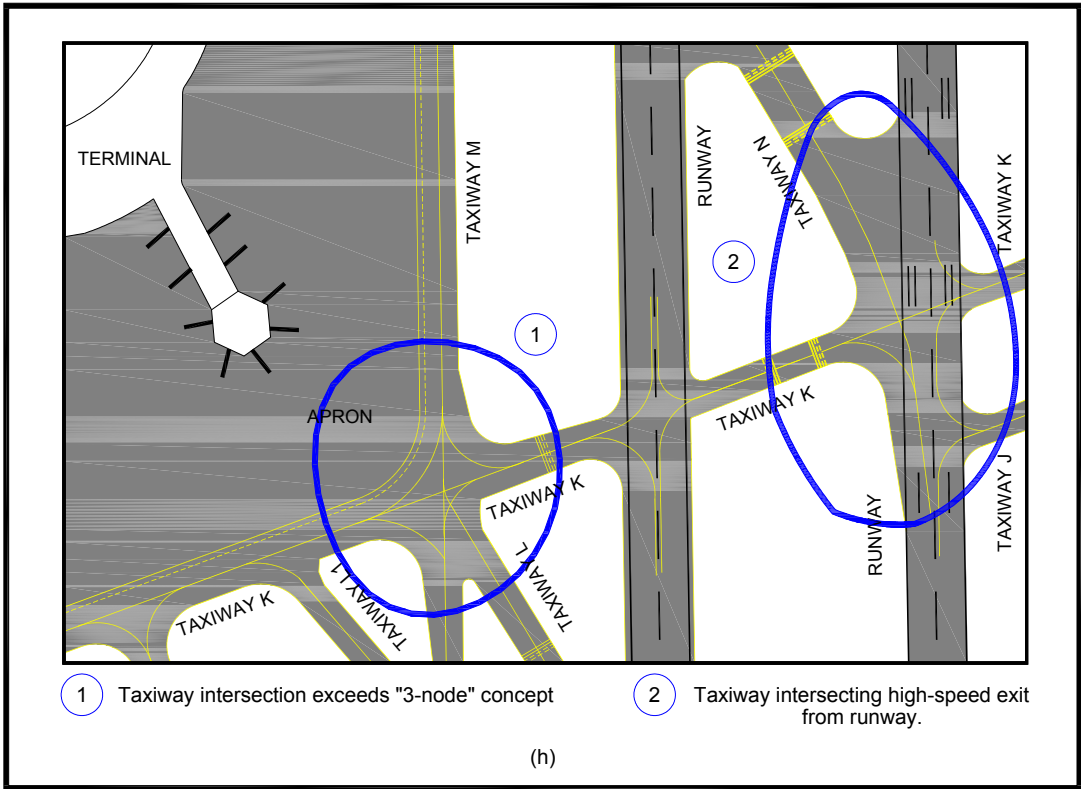 TERMINAL
TAXIWAY M
RUNWAY
TAXIWAY N
TAXIWAY K
2
1
APRON
TAXIWAY K
TAXIWAY K
TAXIWAY L
TAXIWAY L1
TAXIWAY K
RUNWAY
TAXIWAY J
1 Taxiway intersection exceeds "3-node" concept
2 Taxiway intersecting high-speed exit
from runway.
(h)